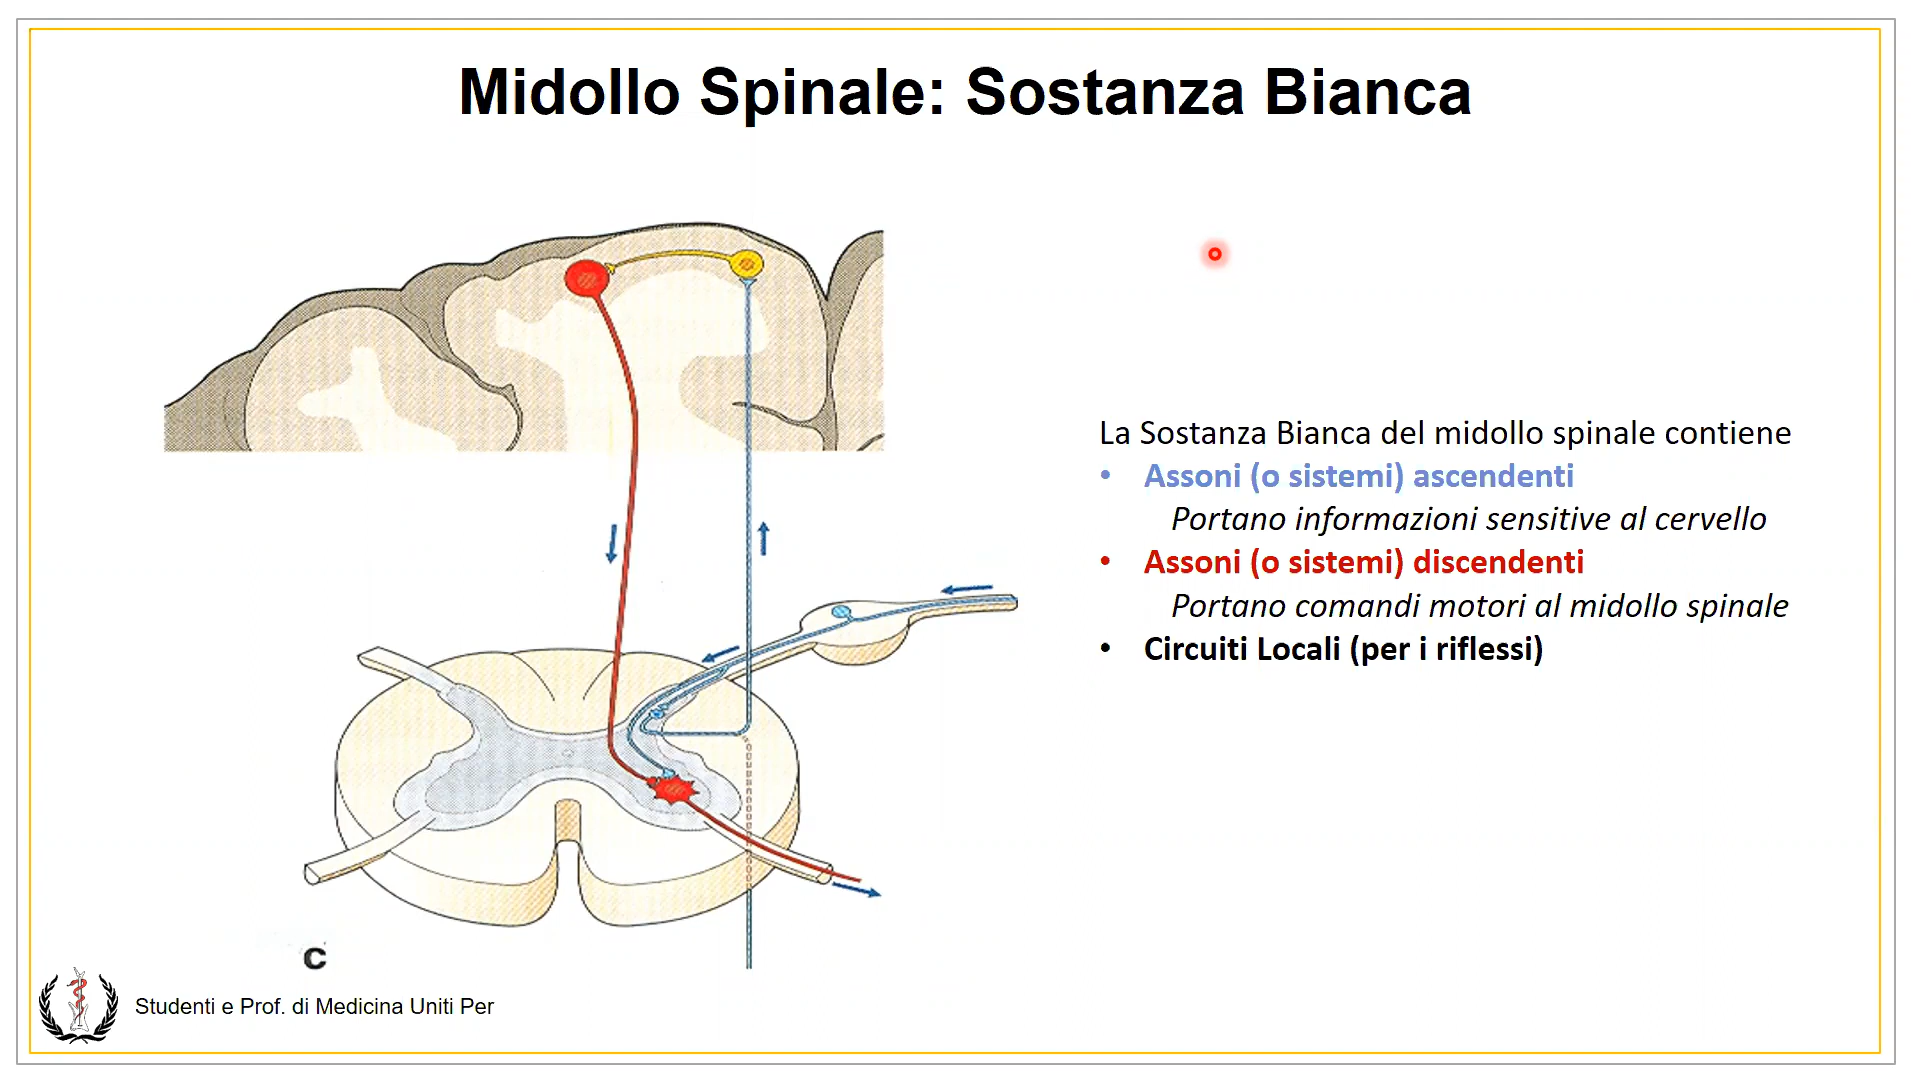 Midollo Spinale: Sostanza Bianca
La Sostanza Bianca del midollo spinale contiene
• Assoni (o sistemi) ascendenti
Portano informazioni sensitive al cervello
• Assoni (o sistemi) discendenti
Portano comandi motori al midollo spinale
• Circuiti Locali (per i riflessi)
C
Studenti e Prof. di Medicina Uniti Per